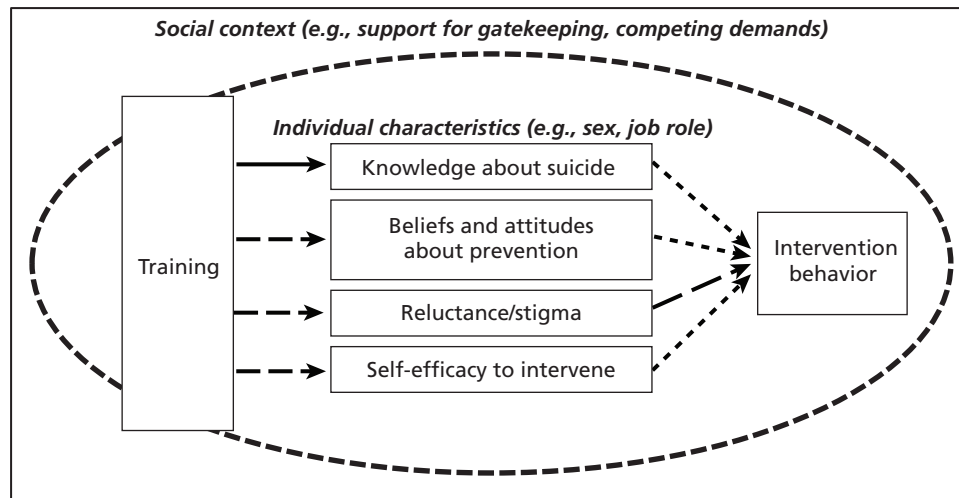 Social context (e.g., support for gatekeeping, competing demands)
Individual characteristics (e.g., sex, job role)
Training
Knowledge about suicide
Beliefs and attitudes
about prevention
Reluctance/stigma
Self-efficacy to intervene
Intervention
behavior